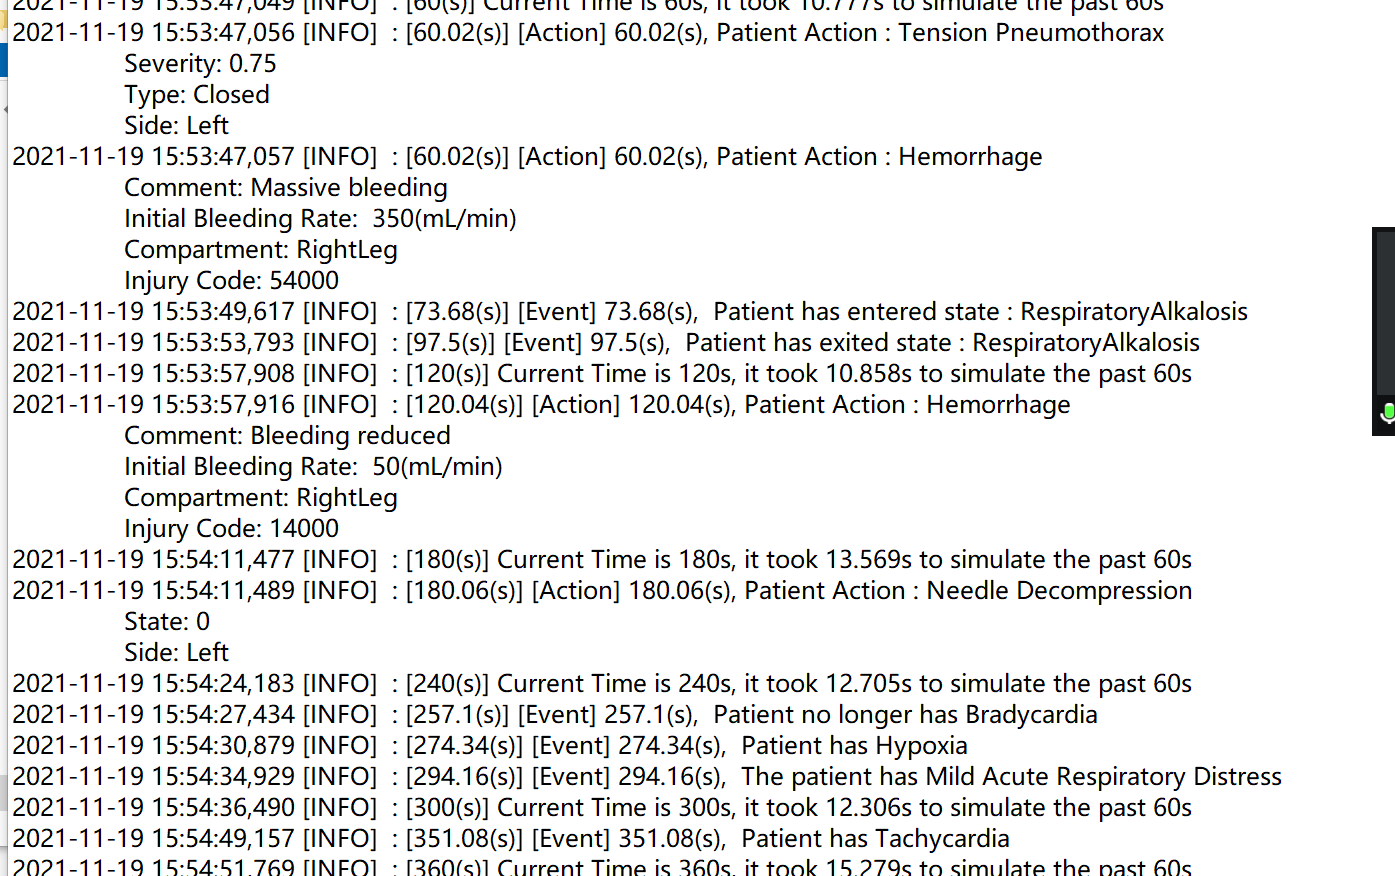 2021-11-19 15:53:47,049 [INFO]  : [60(s)] Current Time is 60s, it took 10.777s to simulate the past 60s
2021-11-19 15:53:47,056 [INFO]  : [60.02(s)] [Action] 60.02(s), Patient Action : Tension Pneumothorax
Severity: 0.75
Type: Closed
Side: Left
2021-11-19 15:53:47,057 [INFO]  : [60.02(s)] [Action] 60.02(s), Patient Action : Hemorrhage
Comment: Massive bleeding
Initial Bleeding Rate:  350(mL/min)
Compartment: RightLeg
Injury Code: 54000
2021-11-19 15:53:49,617 [INFO]  : [73.68(s)] [Event] 73.68(s),  Patient has entered state : RespiratoryAlkalosis
2021-11-19 15:53:53,793 [INFO]  : [97.5(s)] [Event] 97.5(s),  Patient has exited state : RespiratoryAlkalosis
2021-11-19 15:53:57,908 [INFO]  : [120(s)] Current Time is 120s, it took 10.858s to simulate the past 60s
2021-11-19 15:53:57,916 [INFO]  : [120.04(s)] [Action] 120.04(s), Patient Action : Hemorrhage
Comment: Bleeding reduced
Initial Bleeding Rate:  50(mL/min)
Compartment: RightLeg
Injury Code: 14000
2021-11-19 15:54:11,477 [INFO]  : [180(s)] Current Time is 180s, it took 13.569s to simulate the past 60s
2021-11-19 15:54:11,489 [INFO]  : [180.06(s)] [Action] 180.06(s), Patient Action : Needle Decompression
State: 0
Side: Left
2021-11-19 15:54:24,183 [INFO]  : [240(s)] Current Time is 240s, it took 12.705s to simulate the past 60s
2021-11-19 15:54:27,434 [INFO]  : [257.1(s)] [Event] 257.1(s),  Patient no longer has Bradycardia
2021-11-19 15:54:30,879 [INFO]  : [274.34(s)] [Event] 274.34(s),  Patient has Hypoxia
2021-11-19 15:54:34,929 [INFO]  : [294.16(s)] [Event] 294.16(s),  The patient has Mild Acute Respiratory Distress
2021-11-19 15:54:36,490 [INFO]  : [300(s)] Current Time is 300s, it took 12.306s to simulate the past 60s
2021-11-19 15:54:49,157 [INFO]  : [351.08(s)] [Event] 351.08(s),  Patient has Tachycardia
2021-11-19 15:54:51,769 [INFO]  : [360(s)] Current Time is 360s, it took 15.279s to simulate the past 60s